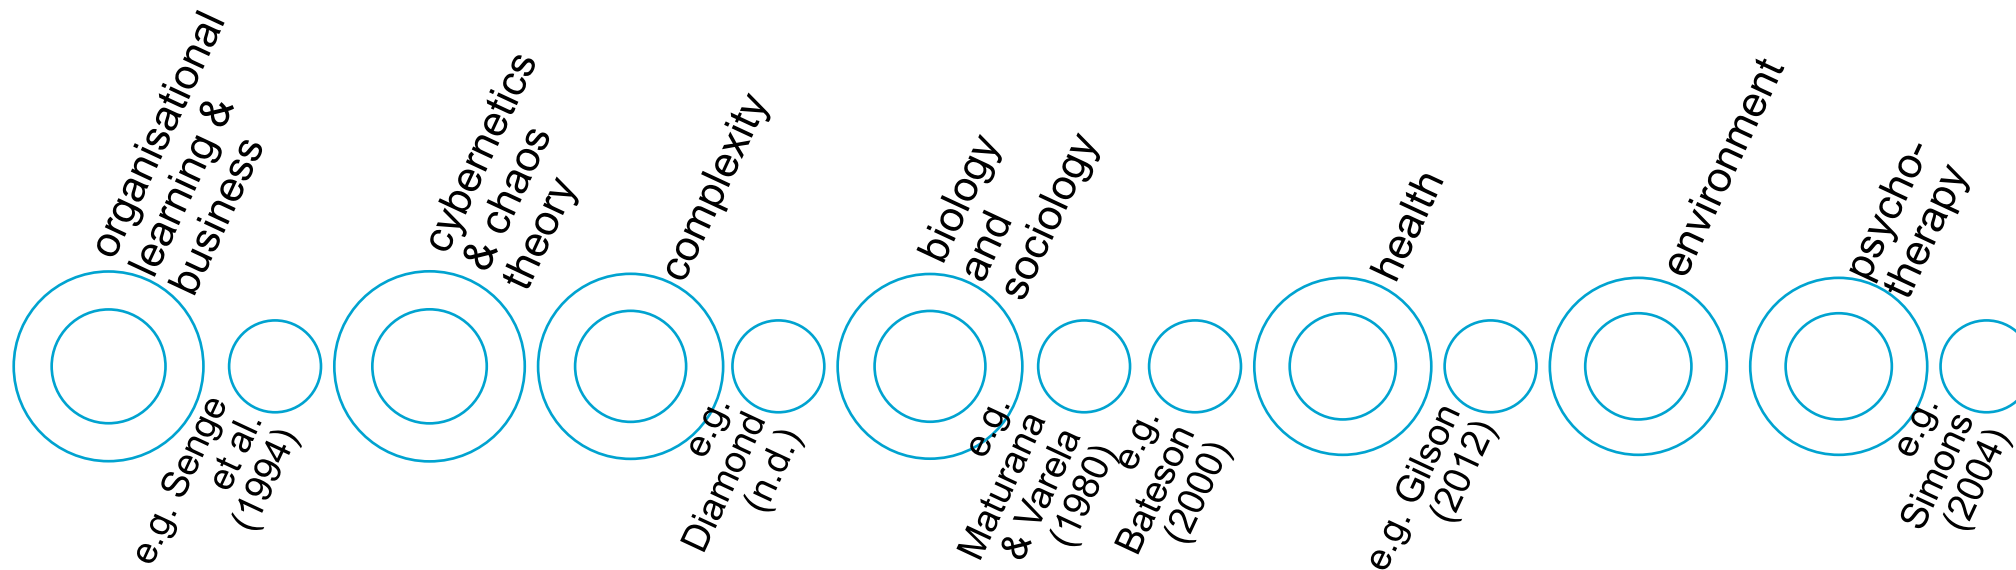 organisational
learning &
business
e.g. Senge
et al.
(1994)
cybernetics
& chaos
theory
complexity
e.g.
Diamond
(n.d.)
biology
and
sociology
e.g.
Maturana
& Varela
(1980)
e.g.
Bateson
(2000)
health
e.g. Gilson
(2012)
environment
psycho-
therapy
e.g.
Simons
(2004)